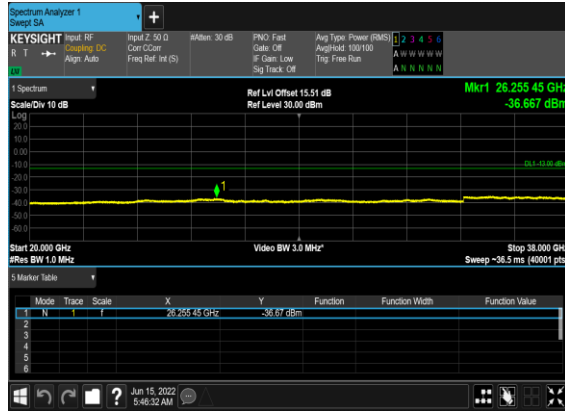 Spectrum Analyzer 1
Swept SA
+
KEYSIGHT Input: RF Input Z: 50 Ω #Atten: 30 dB PNO: Fast Avg Type: Power (RMS) 1 2 3 4 5 6
R T Coupling: DC Corr CCorr Gate: Off Avg|Hold: 100/100 A W W W W W
Align: Auto Freq Ref: Int (S) IF Gain: Low Trig: Free Run
Sig Track: Off A N N N N N
1 Spectrum Ref Lvl Offset 15.51 dB Mkr1 26.255 45 GHz
Scale/Div 10 dB Ref Level 30.00 dBm -36.667 dBm
Log
20.0
10.0
0.00
-10.0 DL1 -13.00 dBm
-20.0
-30.0 1
-40.0
-50.0
-60.0
Start 20.000 GHz Video BW 3.0 MHz* Stop 38.000 GHz
#Res BW 1.0 MHz Sweep ~36.5 ms (40001 pts)
5 Marker Table
Mode Trace Scale X Y Function Function Width Function Value
1 N 1 f 26.255 45 GHz -36.67 dBm
2
3
4
5
6
? Jun 15, 2022
5:46:32 AM